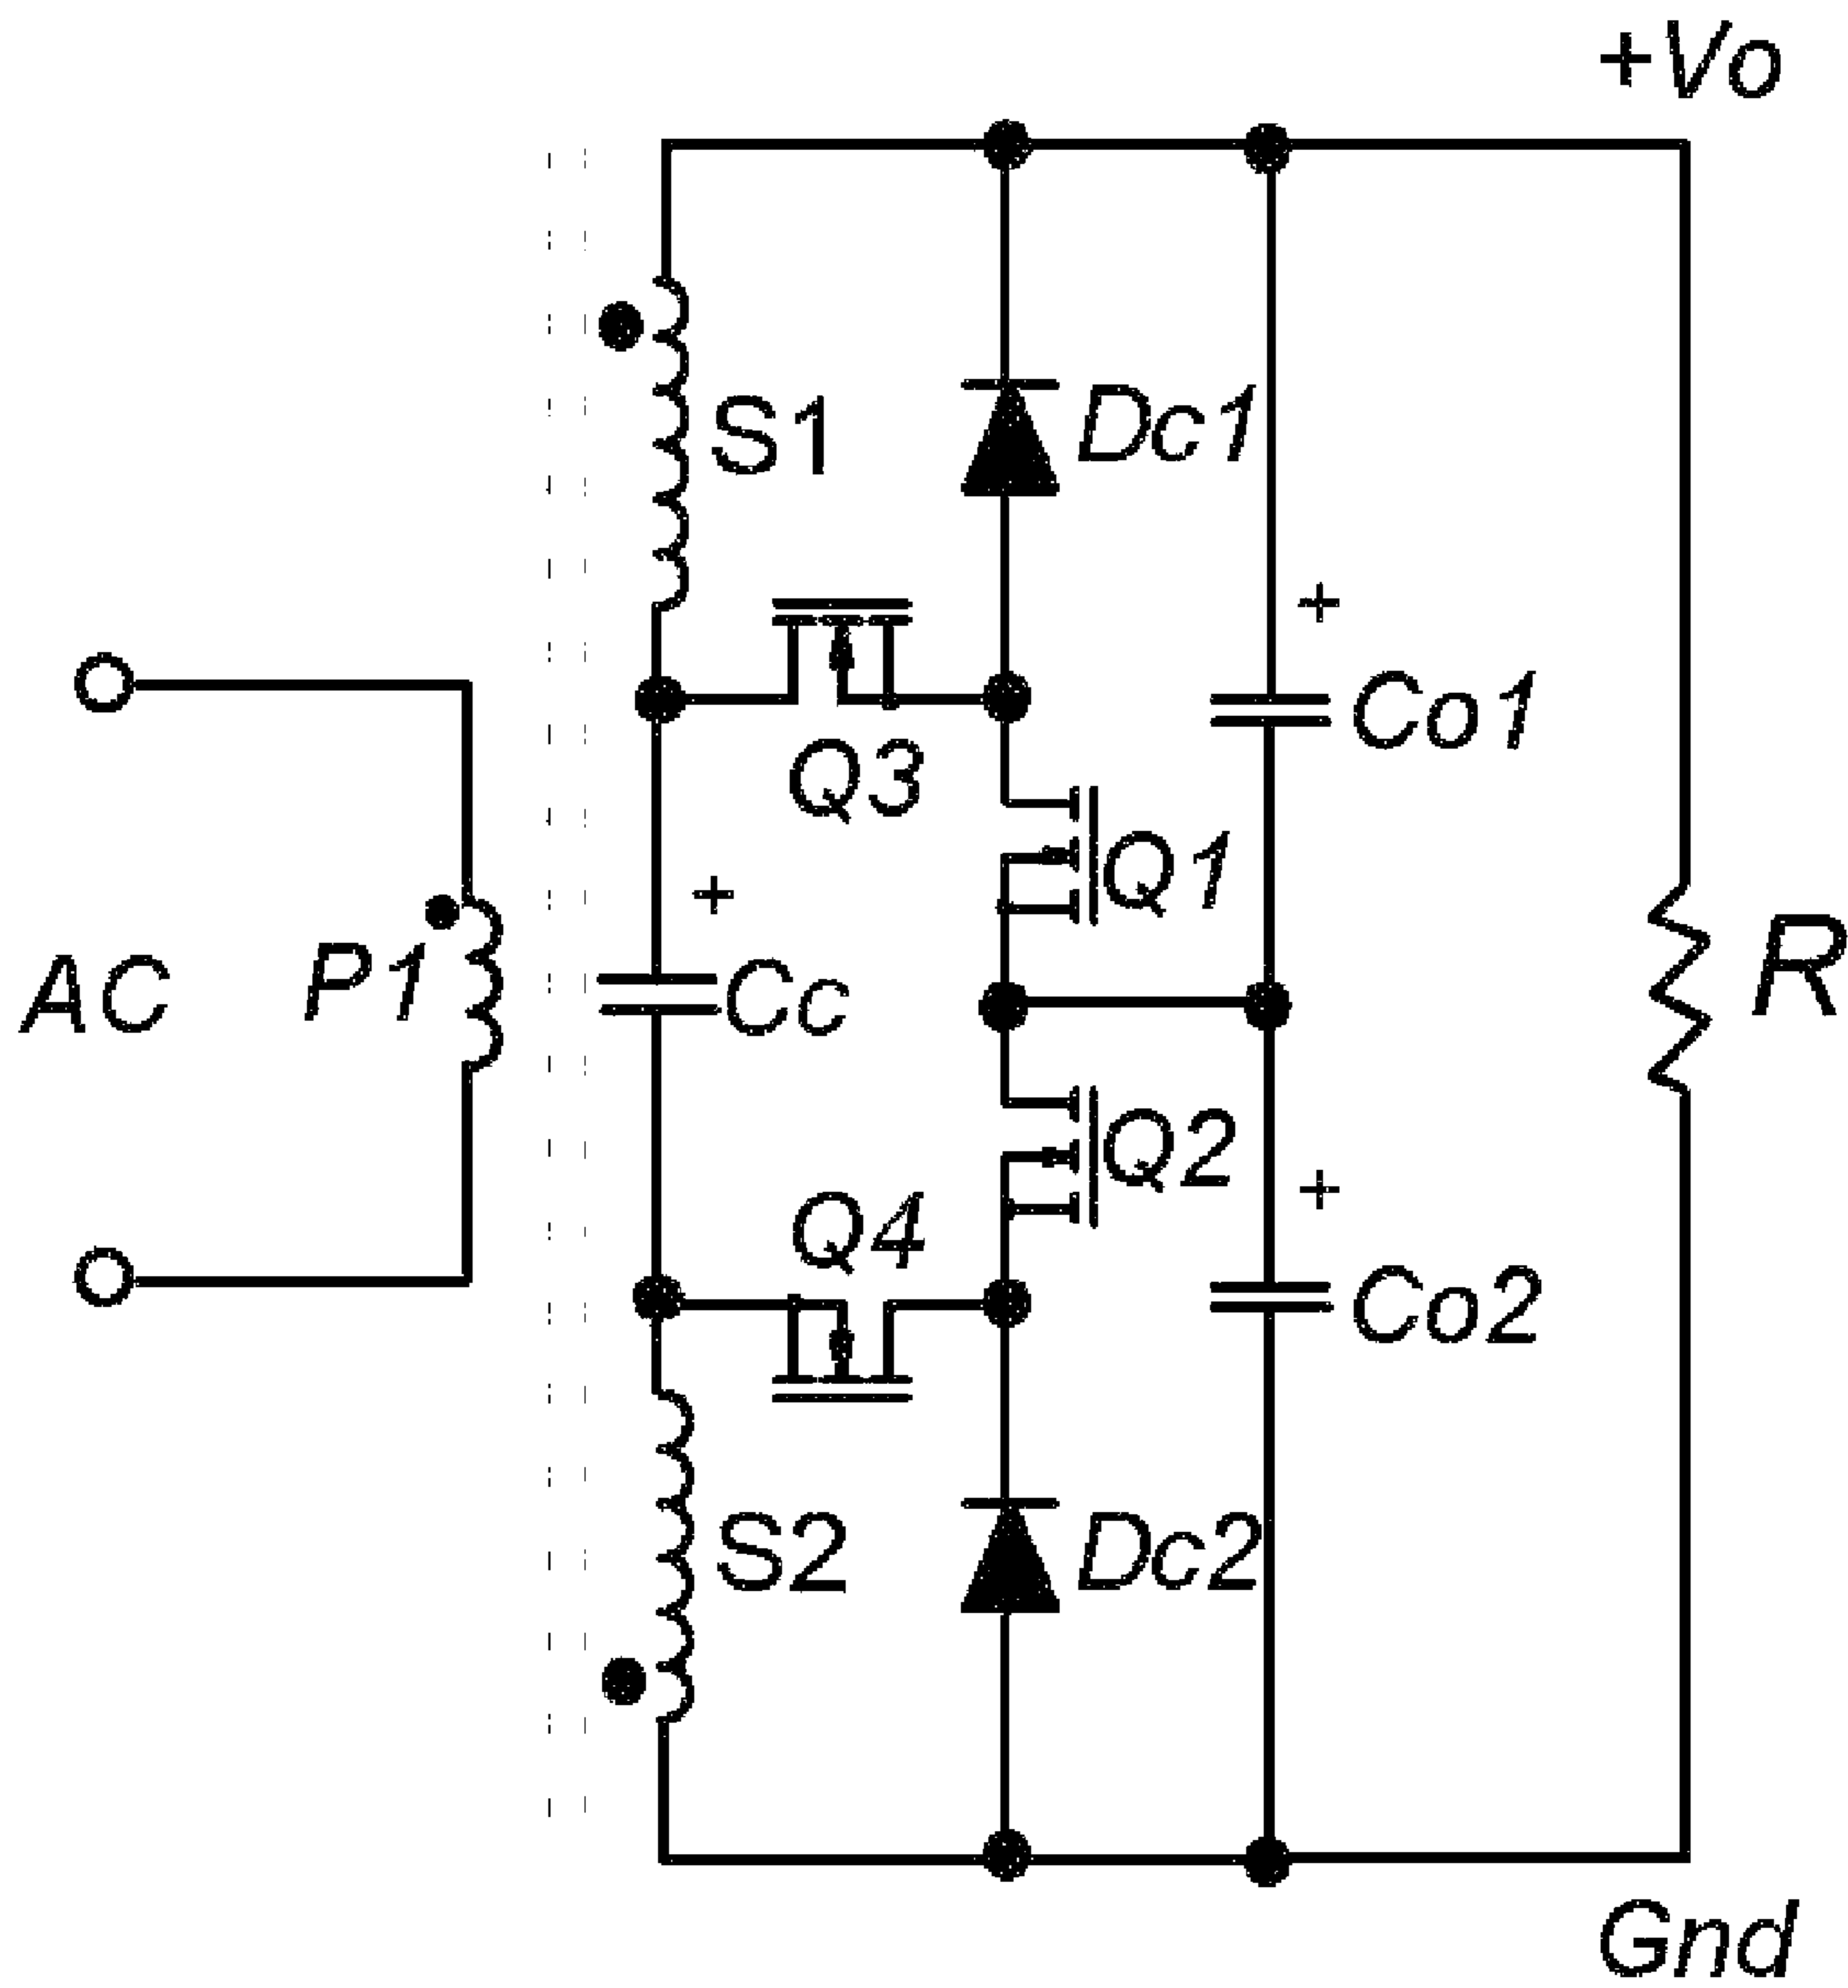 +Vo
S1
Dc1
+
Co1
Q3
Q1
+
AC
P1
Cc
R
Q2
+
Q4
Co2
S2
Dc2
Gnd